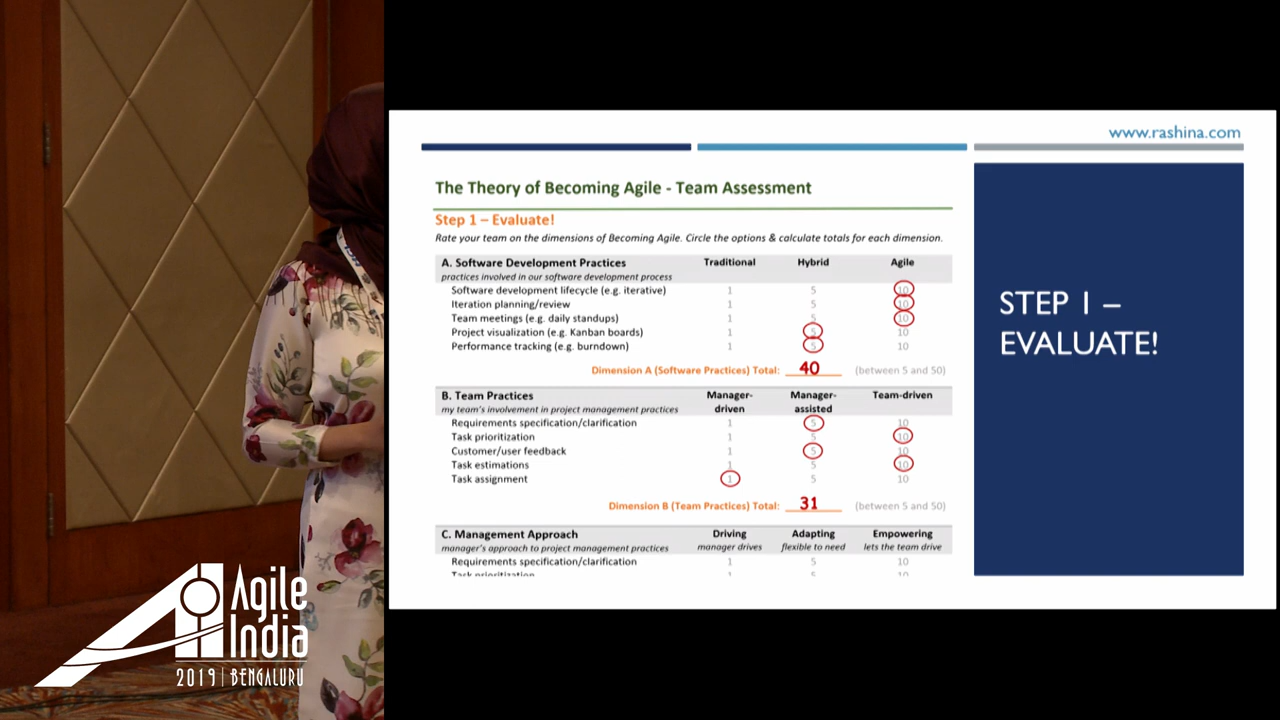 www.rashina.com
The Theory of Becoming Agile - Team Assessment
Step 1 – Evaluate!
Rate your team on the dimensions of Becoming Agile. Circle the options & calculate totals for each dimension.
A. Software Development Practices Traditional Hybrid Agile
practices involved in our software development process
Software development lifecycle (e.g. iterative) 1 5 10
Iteration planning/review 1 5 10
Team meetings (e.g. daily standups) 1 5 10
Project visualization (e.g. Kanban boards) 1 5 10
Performance tracking (e.g. burndown) 1 5 10
Dimension A (Software Practices) Total: 40 (between 5 and 50)
B. Team Practices Manager-driven Manager-assisted Team-driven
my team's involvement in project management practices
Requirements specification/clarification 1 5 10
Task prioritization 1 5 10
Customer/user feedback 1 5 10
Task estimations 1 5 10
Task assignment 1 5 10
Dimension B (Team Practices) Total: 31 (between 5 and 50)
C. Management Approach Driving Adapting Empowering
manager's approach to project management practices manager drives flexible to need lets the team drive
Requirements specification/clarification 1 5 10
Task prioritization 1 5 10
STEP 1 –
EVALUATE!
Agile
India
2019 | BENGALURU